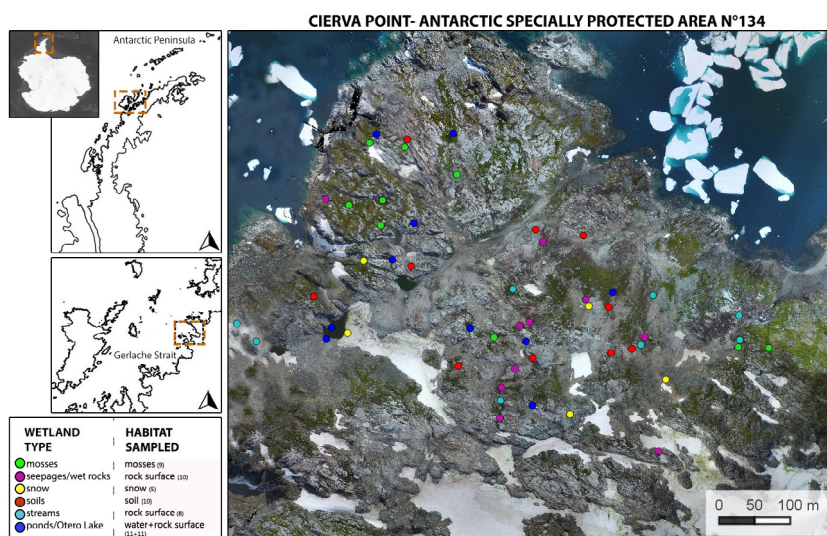 CIERVA POINT- ANTARCTIC SPECIALLY PROTECTED AREA N°134
Antarctic Peninsula
Gerlache Strait
WETLAND TYPE
HABITAT SAMPLED
mosses mosses (9)
seepages/wet rocks rock surface (10)
snow snow (5)
soils soil (10)
streams rock surface (8)
ponds/Otero Lake water+rock surface
(11+11)
0 50 100 m